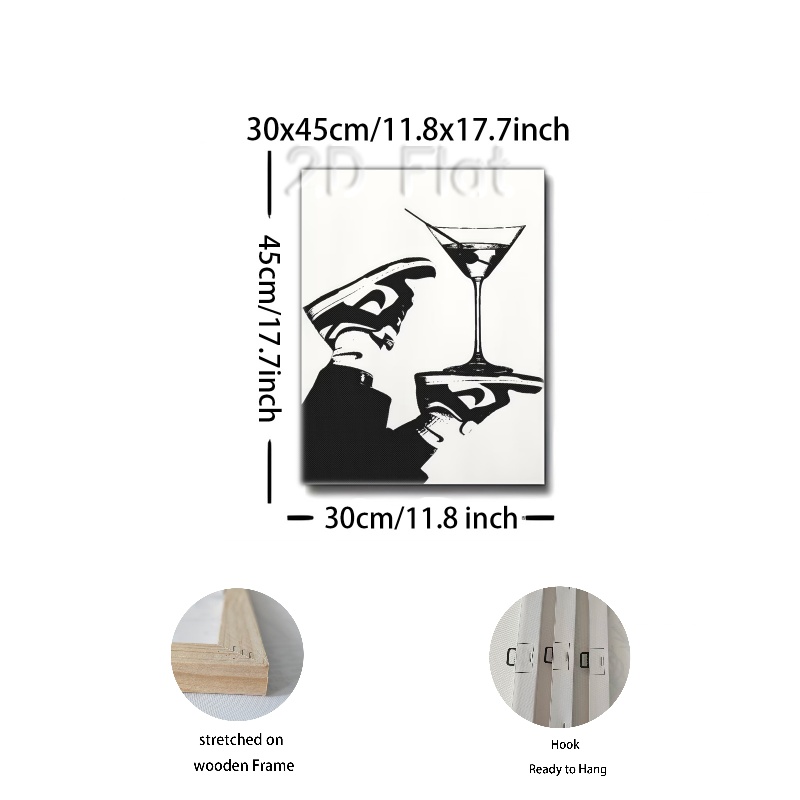 30x45cm/11.8x17.7inch
2D Flat
45cm/17.7inch
30cm/11.8 inch
stretched on
wooden Frame
Hook
Ready to Hang